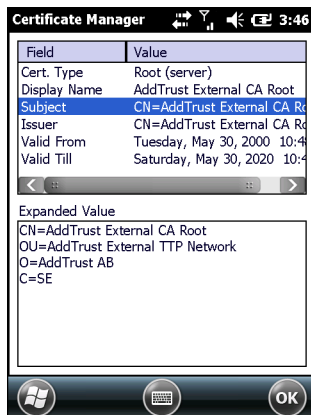 Certificate Manager 3:46
Field Value
Cert. Type Root (server)
Display Name AddTrust External CA Root
Subject CN=AddTrust External CA Ro
Issuer CN=AddTrust External CA Ro
Valid From Tuesday, May 30, 2000 10:4
Valid Till Saturday, May 30, 2020 10:4
Expanded Value
CN=AddTrust External CA Root
OU=AddTrust External TTP Network
O=AddTrust AB
C=SE
OK